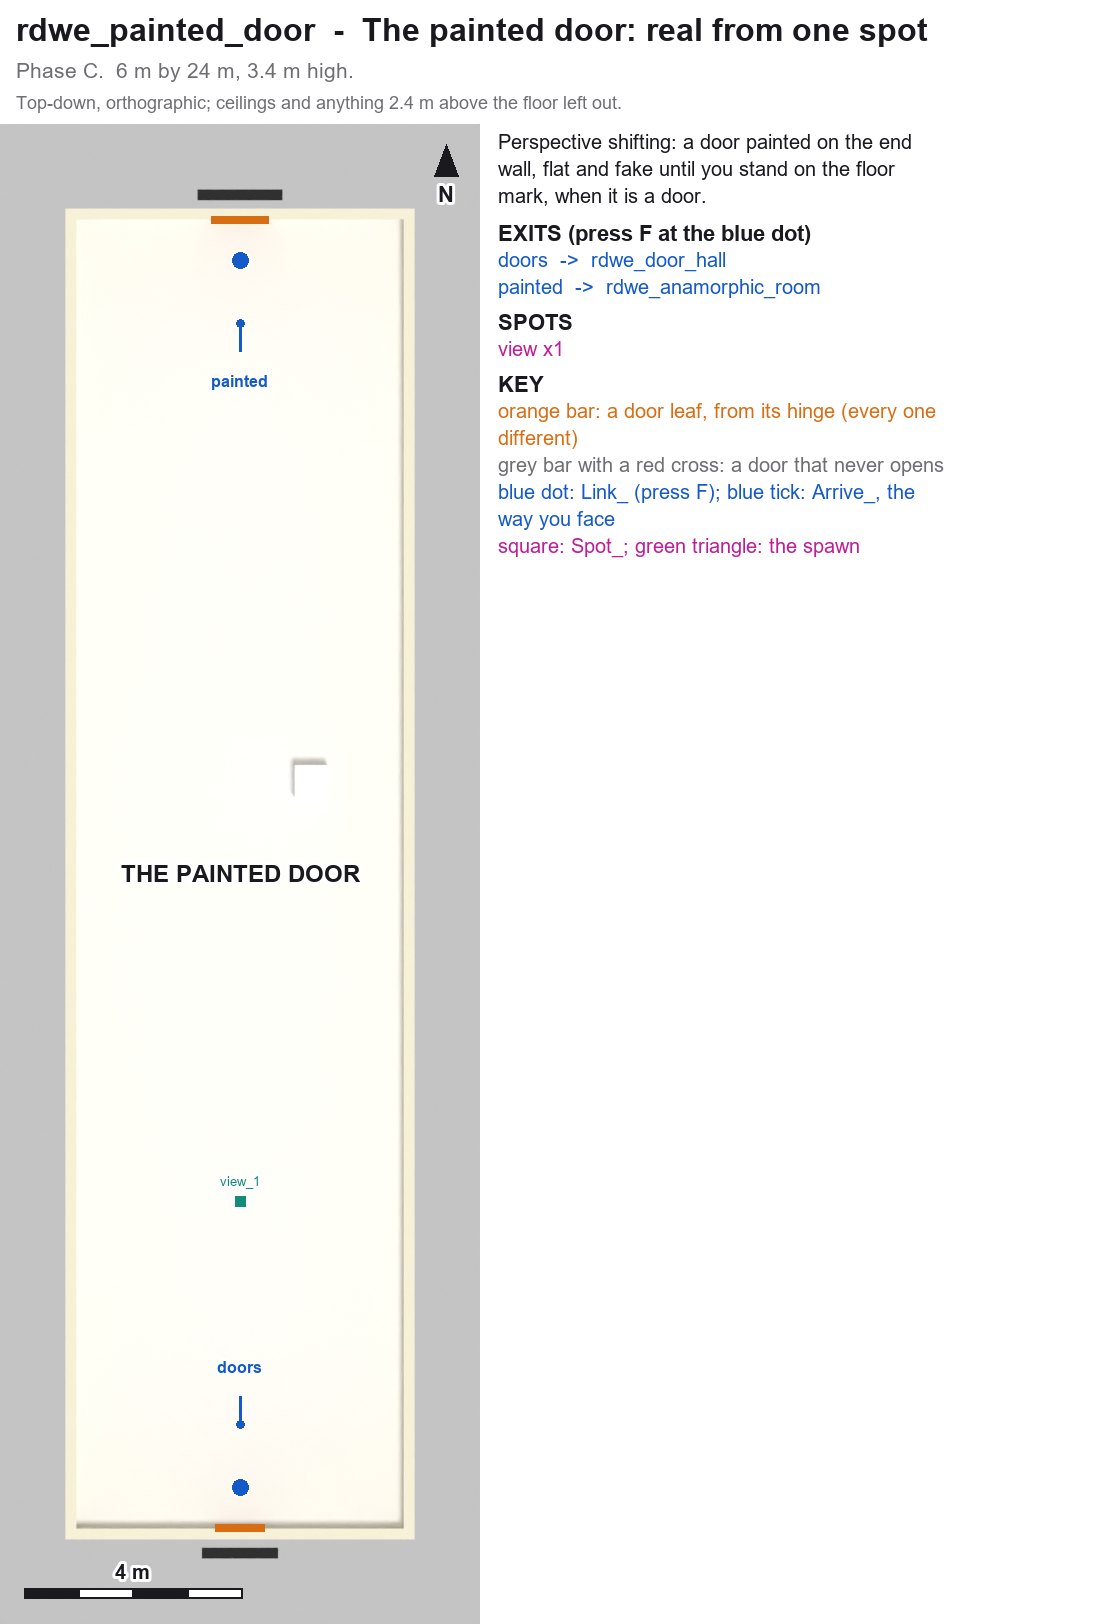 rdwe_painted_door  -  The painted door: real from one spot
Phase C.  6 m by 24 m, 3.4 m high.
Top-down, orthographic; ceilings and anything 2.4 m above the floor left out.
N
painted
THE PAINTED DOOR
view_1
doors
4 m
Perspective shifting: a door painted on the end
wall, flat and fake until you stand on the floor
mark, when it is a door.
EXITS (press F at the blue dot)
doors  ->  rdwe_door_hall
painted  ->  rdwe_anamorphic_room
SPOTS
view x1
KEY
orange bar: a door leaf, from its hinge (every one
different)
grey bar with a red cross: a door that never opens
blue dot: Link_ (press F); blue tick: Arrive_, the
way you face
square: Spot_; green triangle: the spawn